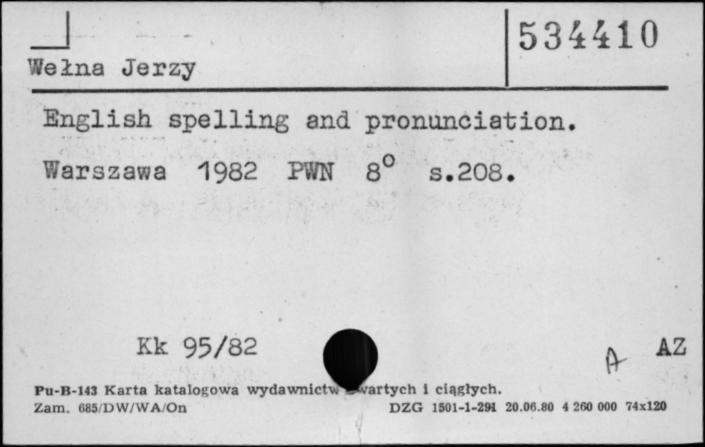 534410
Wełna Jerzy
English spelling and pronunciation.
Warszawa 1982 PWN 8° s.208.
Kk 95/82
A AZ
Pu-B-143 Karta katalogowa wydawnictw zwartych i ciągłych.
Zam. 685/DW/WA/On DZG 1501-1-291 20.06.80 4 260 000 74x120